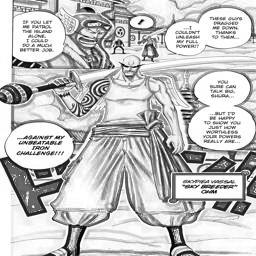 IF YOU LET
ME PATROL
THE ISLAND
ALONE,
I COULD
DO A MUCH
BETTER JOB.
I...
COULDN'T
UNLEASH MY
FULL POWER!!
THESE GUYS
DRAGGED ME
DOWN,
THANKS
TO THEM...
YOU
SURE CAN
TALK BIG,
SHURA...
...BUT I'D BE
HAPPY TO
SHOW YOU
JUST HOW
WORTHLESS
YOUR POWERS
REALLY ARE...
...AGAINST MY
UNBEATABLE
IRON
CHALLENGE!!!
SKYPIEA VASSAL
"SKY BREEDER"
OHM